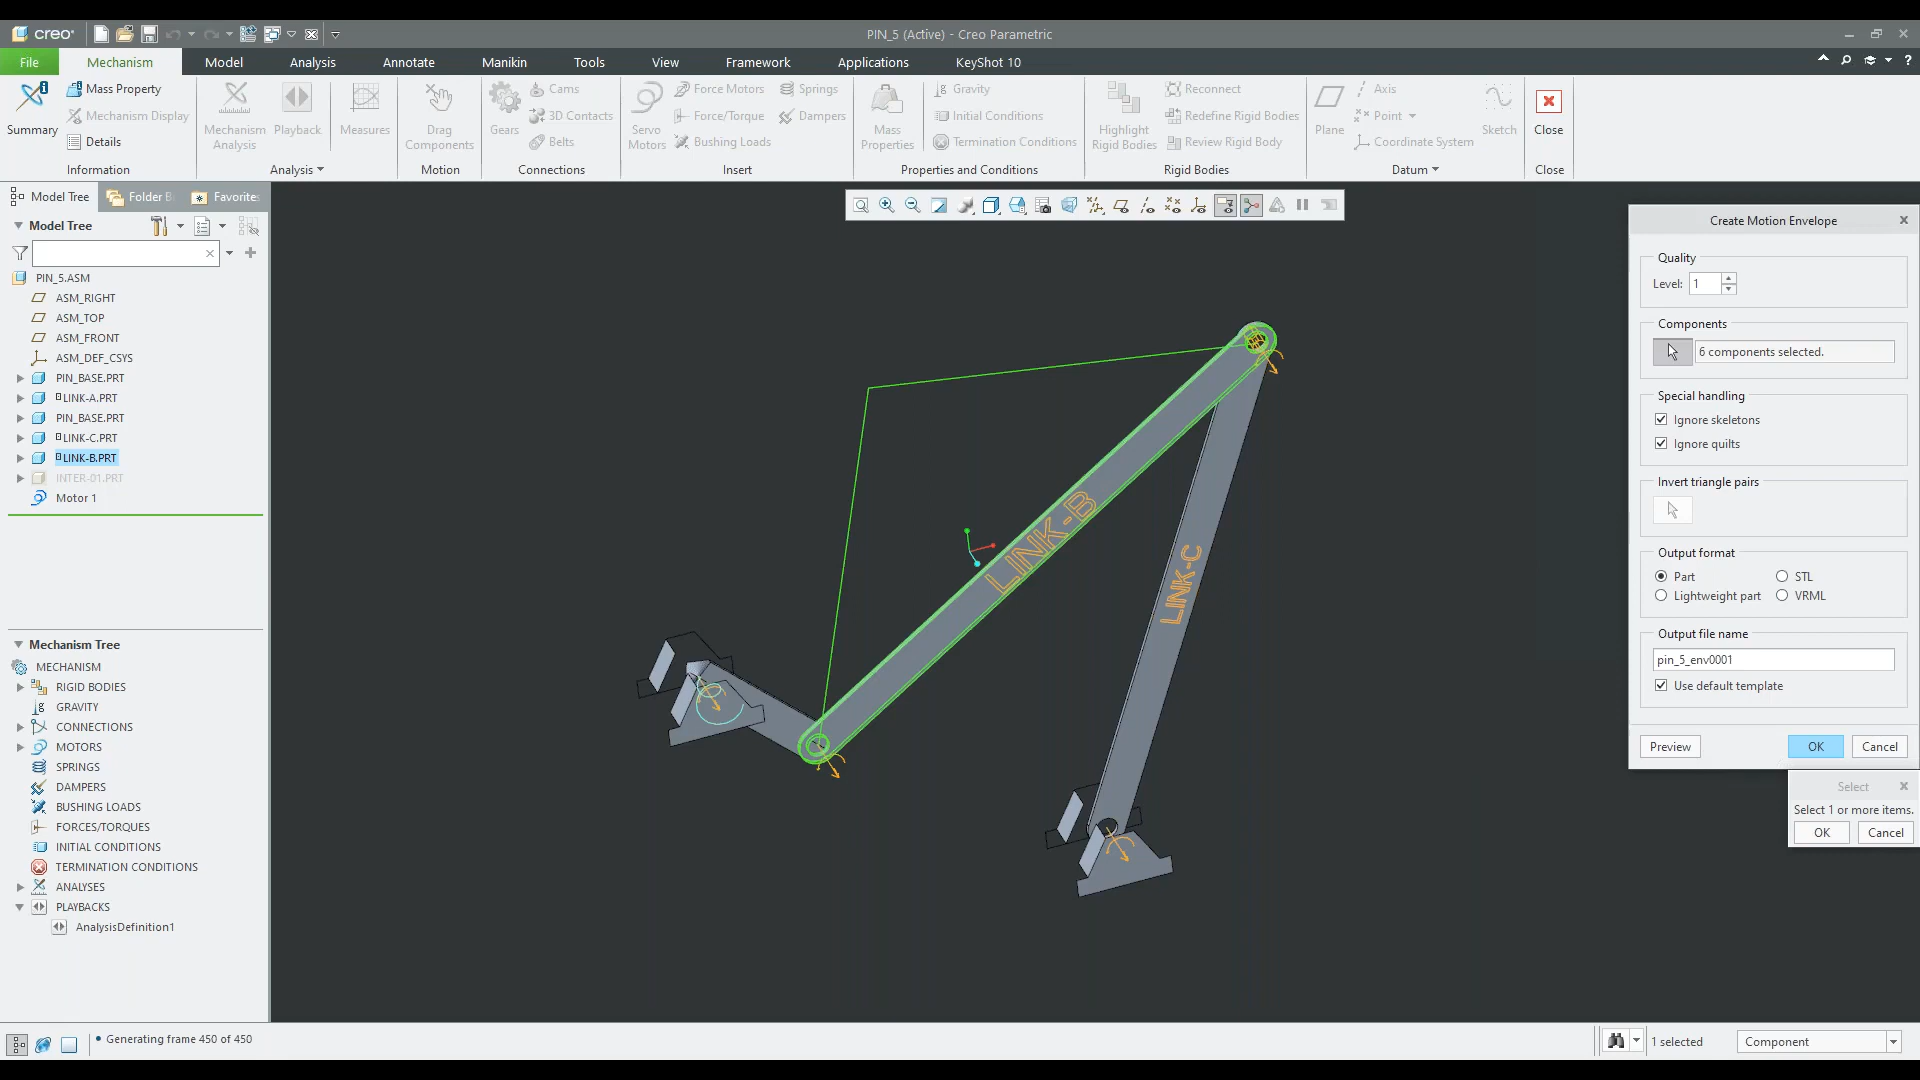 creo
PIN_5 (Active) - Creo Parametric
File
Mechanism
Model
Analysis
Annotate
Manikin
Tools
View
Framework
Applications
KeyShot 10
Summary
Mass Property
Mechanism Display
Details
Information
Mechanism Analysis
Playback
Measures
Analysis
Drag Components
Motion
Gears
Cams
3D Contacts
Belts
Connections
Servo Motors
Force Motors
Force/Torque
Bushing Loads
Springs
Dampers
Insert
Mass Properties
Gravity
Initial Conditions
Termination Conditions
Properties and Conditions
Highlight Rigid Bodies
Reconnect
Redefine Rigid Bodies
Review Rigid Body
Rigid Bodies
Plane
Axis
Point
Coordinate System
Sketch
Datum
Close
Close
Model Tree
Folder B
Favorites
Model Tree
PIN_5.ASM
ASM_RIGHT
ASM_TOP
ASM_FRONT
ASM_DEF_CSYS
PIN_BASE.PRT
LINK-A.PRT
PIN_BASE.PRT
LINK-C.PRT
LINK-B.PRT
INTER-01.PRT
Motor 1
Mechanism Tree
MECHANISM
RIGID BODIES
GRAVITY
CONNECTIONS
MOTORS
SPRINGS
DAMPERS
BUSHING LOADS
FORCES/TORQUES
INITIAL CONDITIONS
TERMINATION CONDITIONS
ANALYSES
PLAYBACKS
AnalysisDefinition1
LINK-B
LINK-C
Create Motion Envelope
Quality
Level: 1
Components
6 components selected.
Special handling
Ignore skeletons
Ignore quilts
Invert triangle pairs
Output format
Part
STL
Lightweight part
VRML
Output file name
pin_5_env0001
Use default template
Preview
OK
Cancel
Select
Select 1 or more items.
OK
Cancel
Generating frame 450 of 450
1 selected
Component